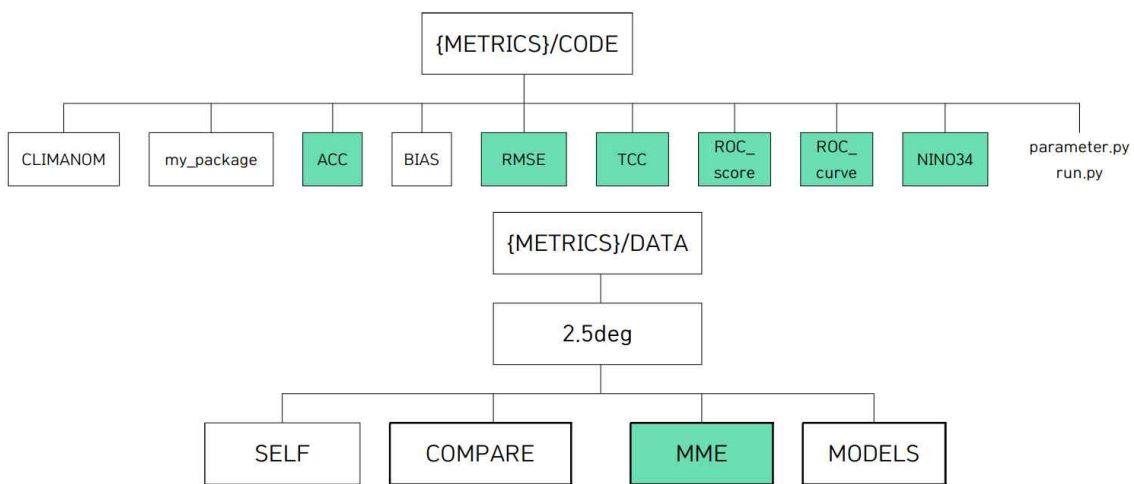 {METRICS}/CODE
CLIMANOM
my_package
ACC
BIAS
RMSE
TCC
ROC_
score
ROC_
curve
NINO34
parameter.py
run.py
{METRICS}/DATA
2.5deg
SELF
COMPARE
MME
MODELS